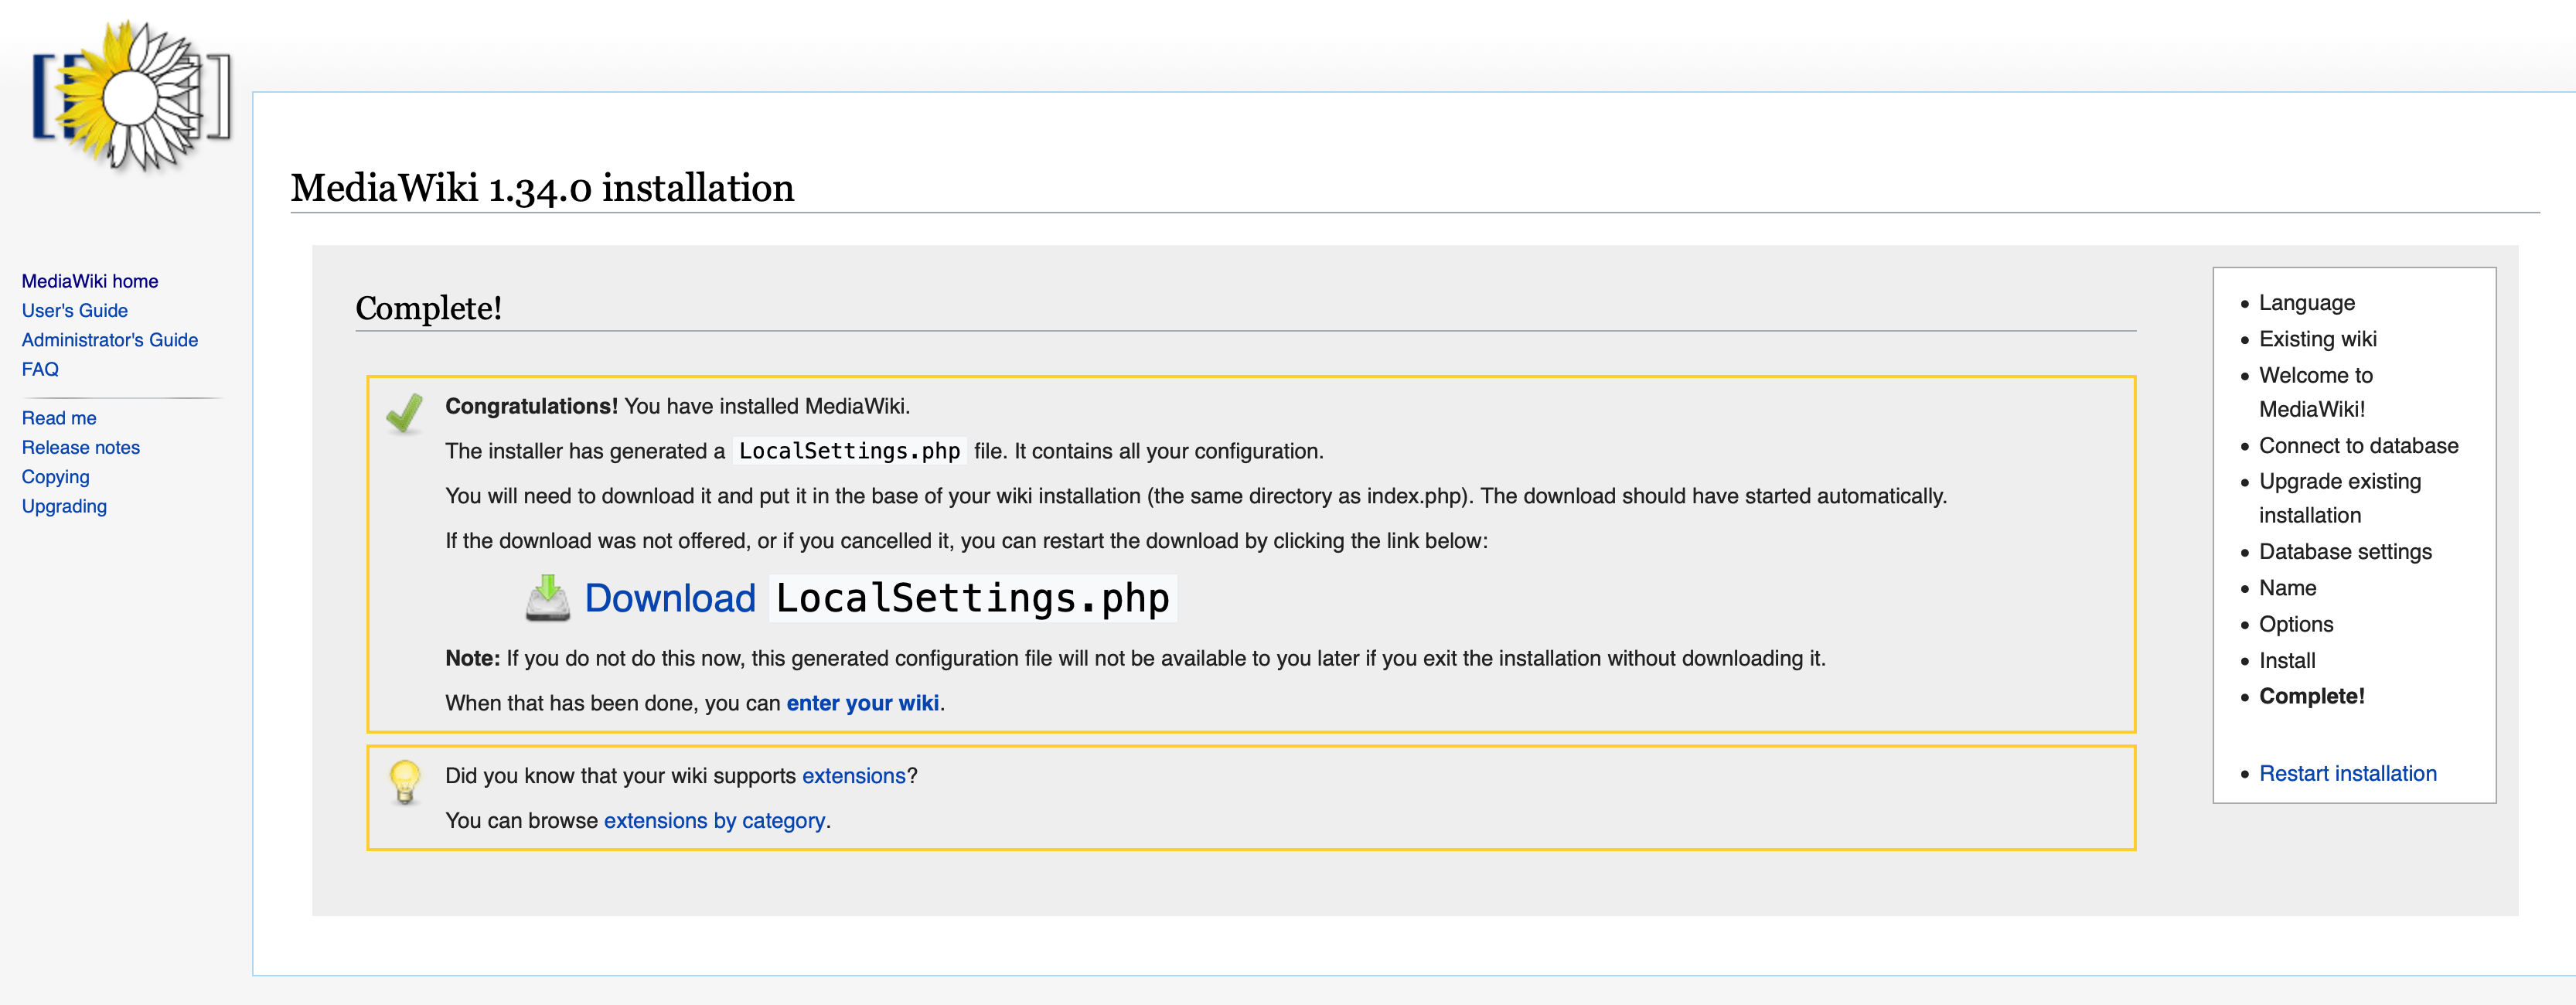 MediaWiki 1.34.0 installation
MediaWiki home
User's Guide
Administrator's Guide
FAQ
Read me
Release notes
Copying
Upgrading
Complete!
Congratulations! You have installed MediaWiki.
The installer has generated a LocalSettings.php file. It contains all your configuration.
You will need to download it and put it in the base of your wiki installation (the same directory as index.php). The download should have started automatically.
If the download was not offered, or if you cancelled it, you can restart the download by clicking the link below:
Download LocalSettings.php
Note: If you do not do this now, this generated configuration file will not be available to you later if you exit the installation without downloading it.
When that has been done, you can enter your wiki.
Did you know that your wiki supports extensions?
You can browse extensions by category.
Language
Existing wiki
Welcome to
MediaWiki!
Connect to database
Upgrade existing
installation
Database settings
Name
Options
Install
Complete!
Restart installation